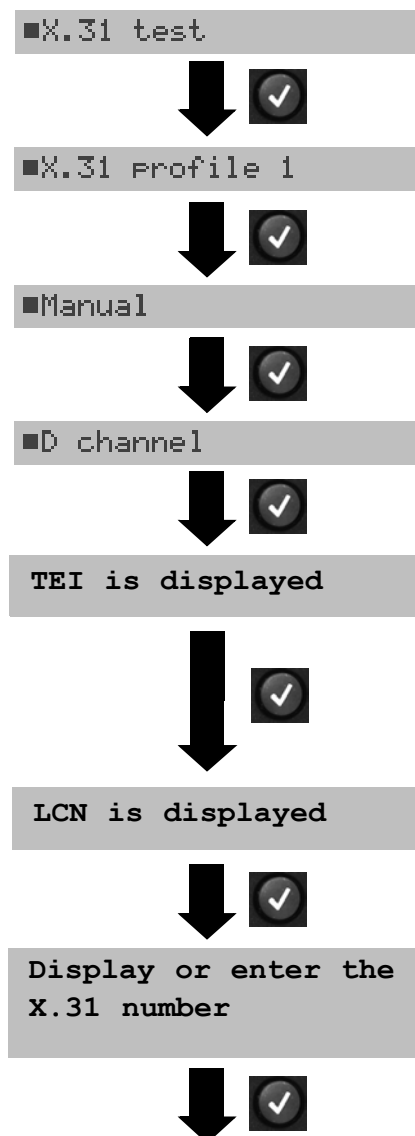 ■X.31 test
■X.31 profile 1
■Manual
■D channel
TEI is displayed
LCN is displayed
Display or enter the
X.31 number